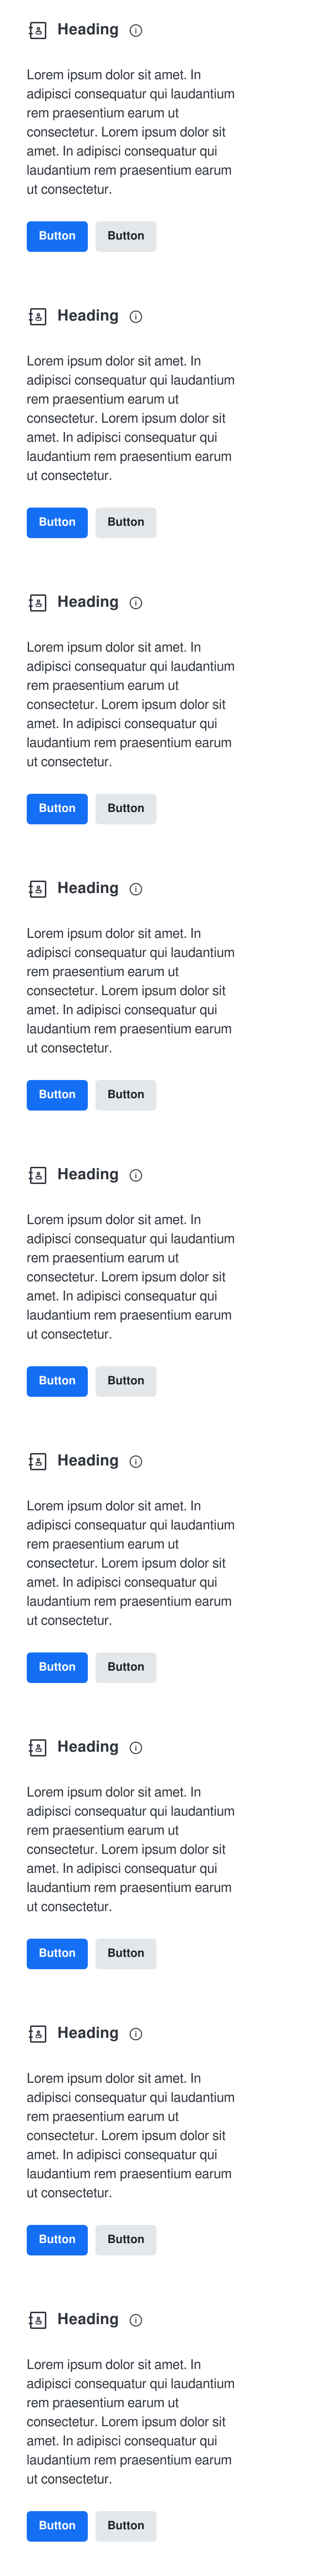 Heading
Lorem ipsum dolor sit amet. In
adipisci consequatur qui laudantium
rem praesentium earum ut
consectetur. Lorem ipsum dolor sit
amet. In adipisci consequatur qui
laudantium rem praesentium earum
ut consectetur.
Button Button
Heading
Lorem ipsum dolor sit amet. In
adipisci consequatur qui laudantium
rem praesentium earum ut
consectetur. Lorem ipsum dolor sit
amet. In adipisci consequatur qui
laudantium rem praesentium earum
ut consectetur.
Button Button
Heading
Lorem ipsum dolor sit amet. In
adipisci consequatur qui laudantium
rem praesentium earum ut
consectetur. Lorem ipsum dolor sit
amet. In adipisci consequatur qui
laudantium rem praesentium earum
ut consectetur.
Button Button
Heading
Lorem ipsum dolor sit amet. In
adipisci consequatur qui laudantium
rem praesentium earum ut
consectetur. Lorem ipsum dolor sit
amet. In adipisci consequatur qui
laudantium rem praesentium earum
ut consectetur.
Button Button
Heading
Lorem ipsum dolor sit amet. In
adipisci consequatur qui laudantium
rem praesentium earum ut
consectetur. Lorem ipsum dolor sit
amet. In adipisci consequatur qui
laudantium rem praesentium earum
ut consectetur.
Button Button
Heading
Lorem ipsum dolor sit amet. In
adipisci consequatur qui laudantium
rem praesentium earum ut
consectetur. Lorem ipsum dolor sit
amet. In adipisci consequatur qui
laudantium rem praesentium earum
ut consectetur.
Button Button
Heading
Lorem ipsum dolor sit amet. In
adipisci consequatur qui laudantium
rem praesentium earum ut
consectetur. Lorem ipsum dolor sit
amet. In adipisci consequatur qui
laudantium rem praesentium earum
ut consectetur.
Button Button
Heading
Lorem ipsum dolor sit amet. In
adipisci consequatur qui laudantium
rem praesentium earum ut
consectetur. Lorem ipsum dolor sit
amet. In adipisci consequatur qui
laudantium rem praesentium earum
ut consectetur.
Button Button
Heading
Lorem ipsum dolor sit amet. In
adipisci consequatur qui laudantium
rem praesentium earum ut
consectetur. Lorem ipsum dolor sit
amet. In adipisci consequatur qui
laudantium rem praesentium earum
ut consectetur.
Button Button